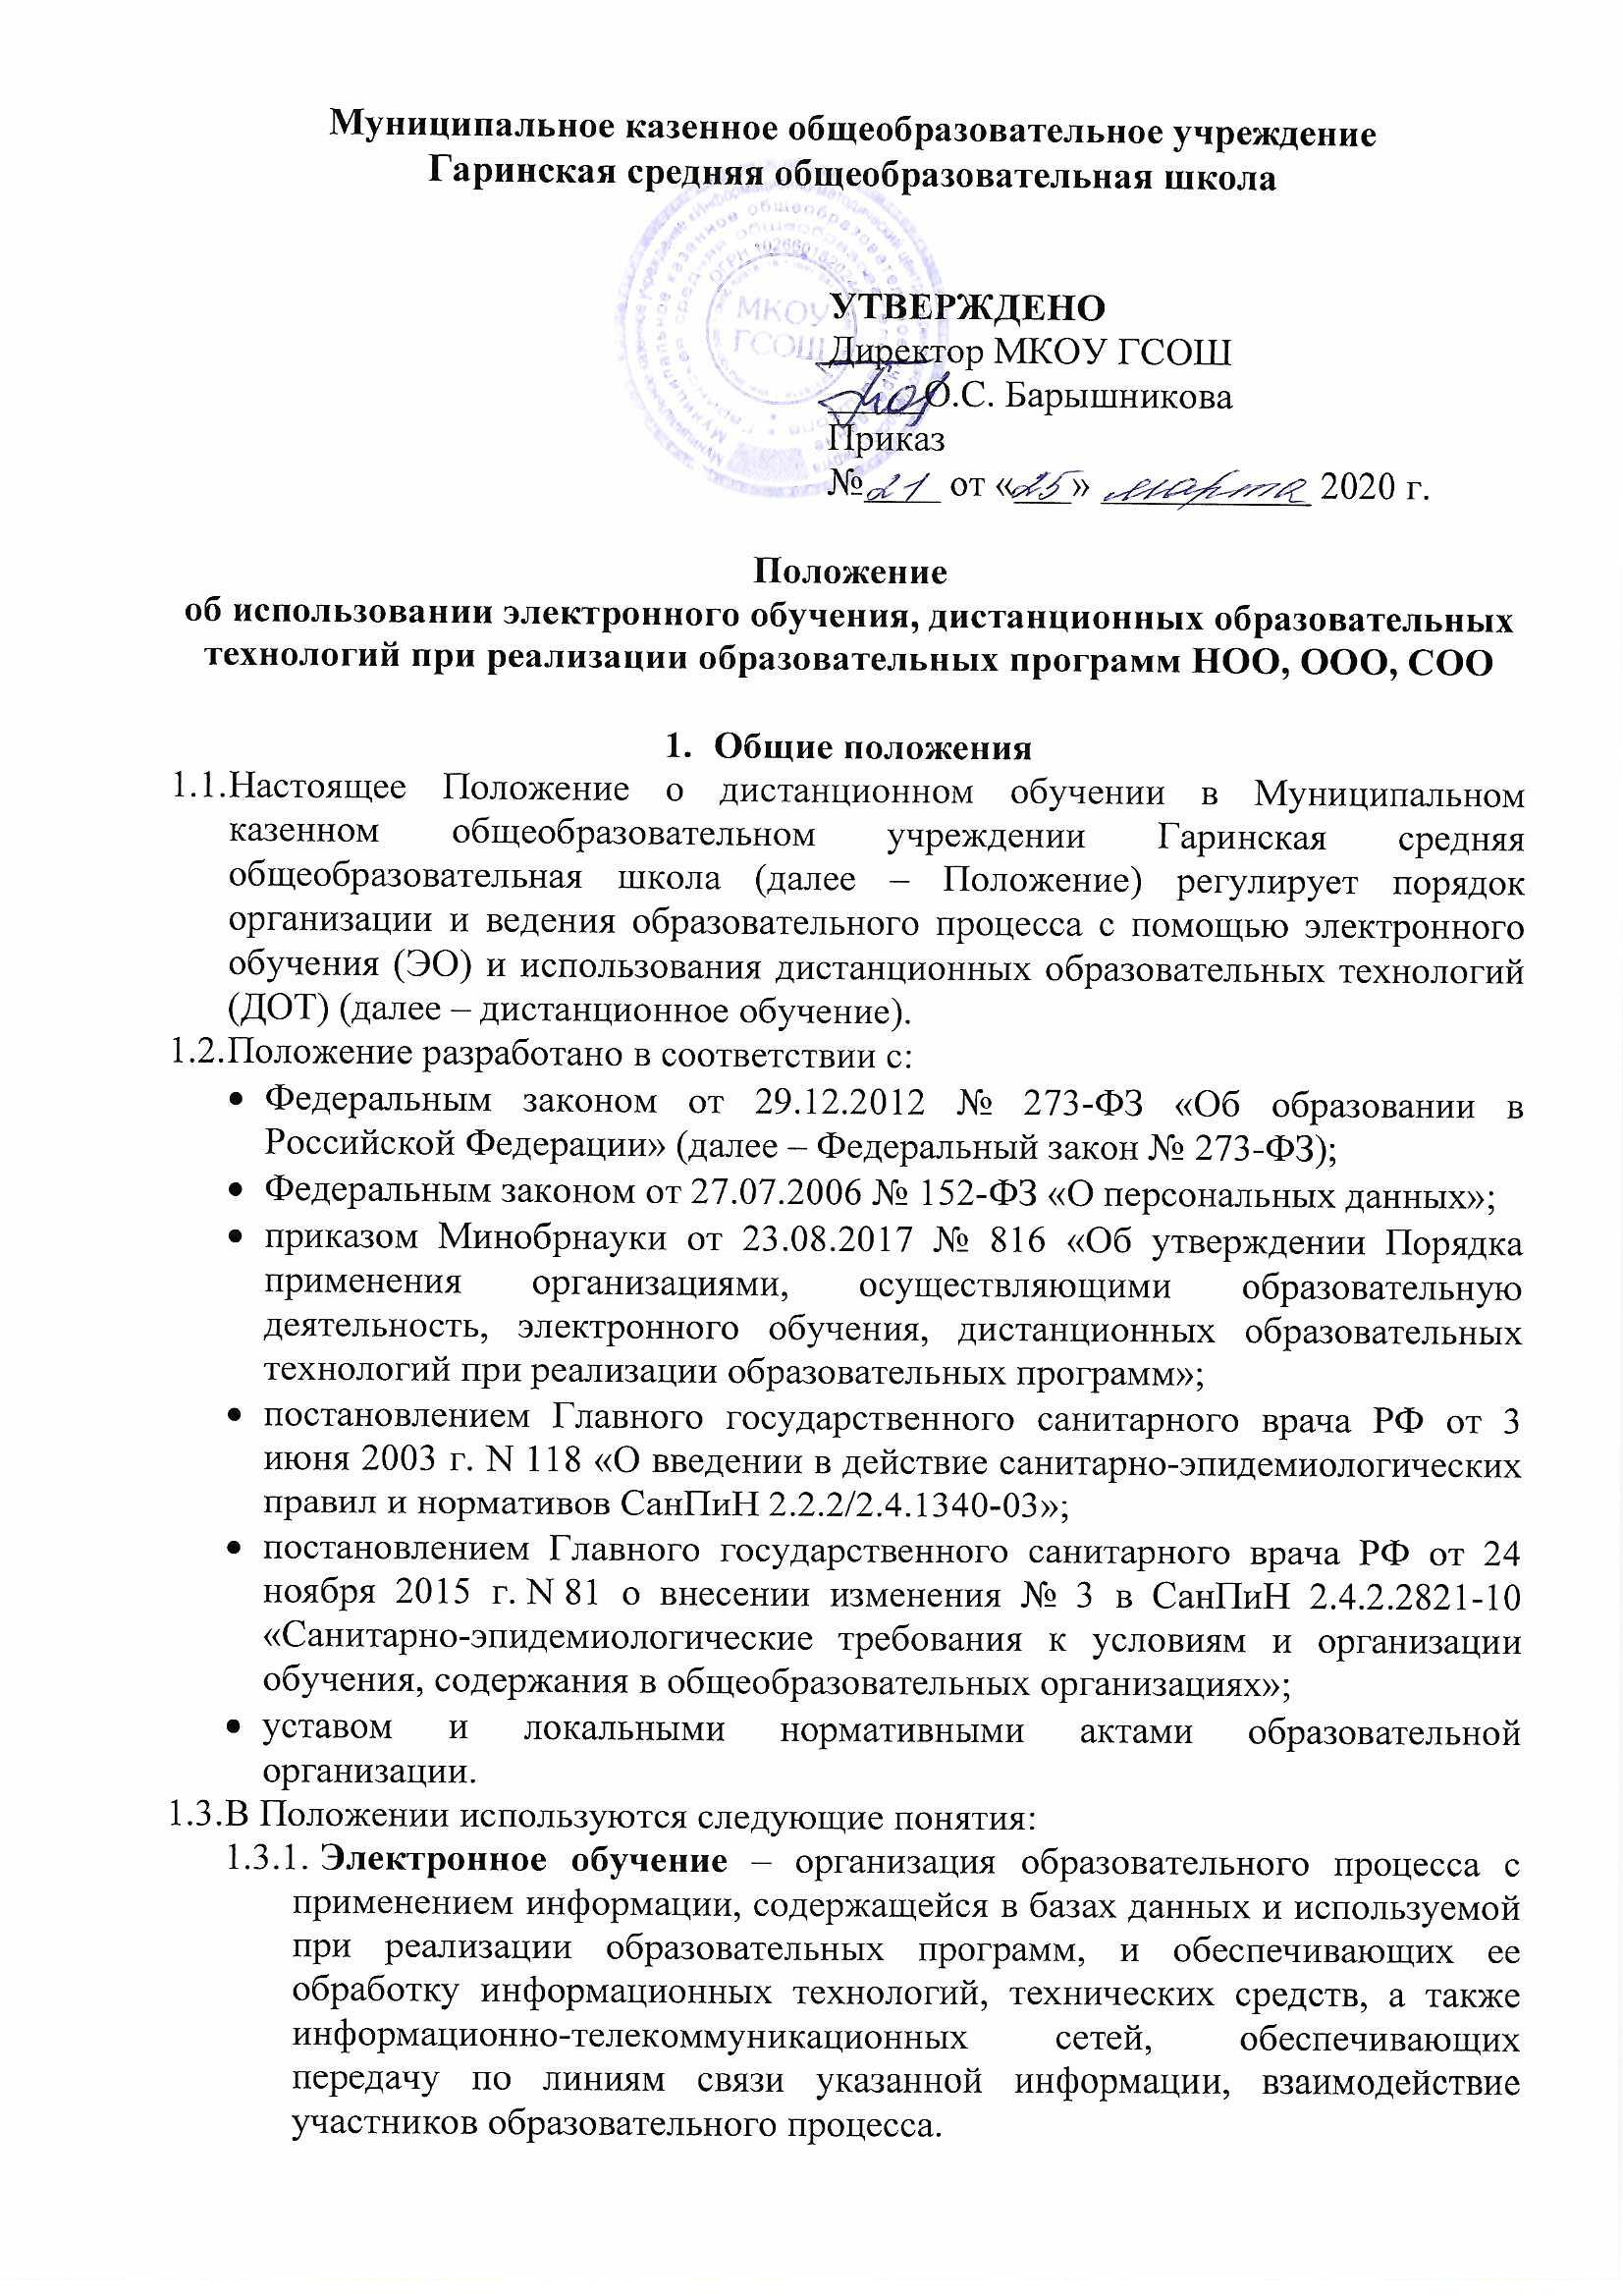 Муниципальное казенное общеобразовательное учреждение
Гаринская средняя общеобразовательная школа
ОГРН
МКОУ
ГСОШ
УТВЕРЖДЕНО
Директор МКОУ ГСОШ
О.С. Барышникова
Приказ
№ 21 от «25» марта 2020 г.
Положение
об использовании электронного обучения, дистанционных образовательных
технологий при реализации образовательных программ НОО, ООО, СОО
1. Общие положения
1.1.Настоящее Положение о дистанционном обучении в Муниципальном
казенном общеобразовательном учреждении Гаринская средняя
общеобразовательная школа (далее – Положение) регулирует порядок
организации и ведения образовательного процесса с помощью электронного
обучения (ЭО) и использования дистанционных образовательных технологий
(ДОТ) (далее – дистанционное обучение).
1.2.Положение разработано в соответствии с:
• Федеральным законом от 29.12.2012 № 273-ФЗ «Об образовании в
Российской Федерации» (далее – Федеральный закон № 273-ФЗ);
• Федеральным законом от 27.07.2006 № 152-ФЗ «О персональных данных»;
• приказом Минобрнауки от 23.08.2017 № 816 «Об утверждении Порядка
применения организациями, осуществляющими образовательную
деятельность, электронного обучения, дистанционных образовательных
технологий при реализации образовательных программ»;
• постановлением Главного государственного санитарного врача РФ от 3
июня 2003 г. N 118 «О введении в действие санитарно-эпидемиологических
правил и нормативов СанПиН 2.2.2/2.4.1340-03»;
• постановлением Главного государственного санитарного врача РФ от 24
ноября 2015 г. N 81 о внесении изменения № 3 в СанПиН 2.4.2.2821-10
«Санитарно-эпидемиологические требования к условиям и организации
обучения, содержания в общеобразовательных организациях»;
• уставом и локальными нормативными актами образовательной
организации.
1.3.В Положении используются следующие понятия:
1.3.1. Электронное обучение – организация образовательного процесса с
применением информации, содержащейся в базах данных и используемой
при реализации образовательных программ, и обеспечивающих ее
обработку информационных технологий, технических средств, а также
информационно-телекоммуникационных сетей, обеспечивающих
передачу по линиям связи указанной информации, взаимодействие
участников образовательного процесса.